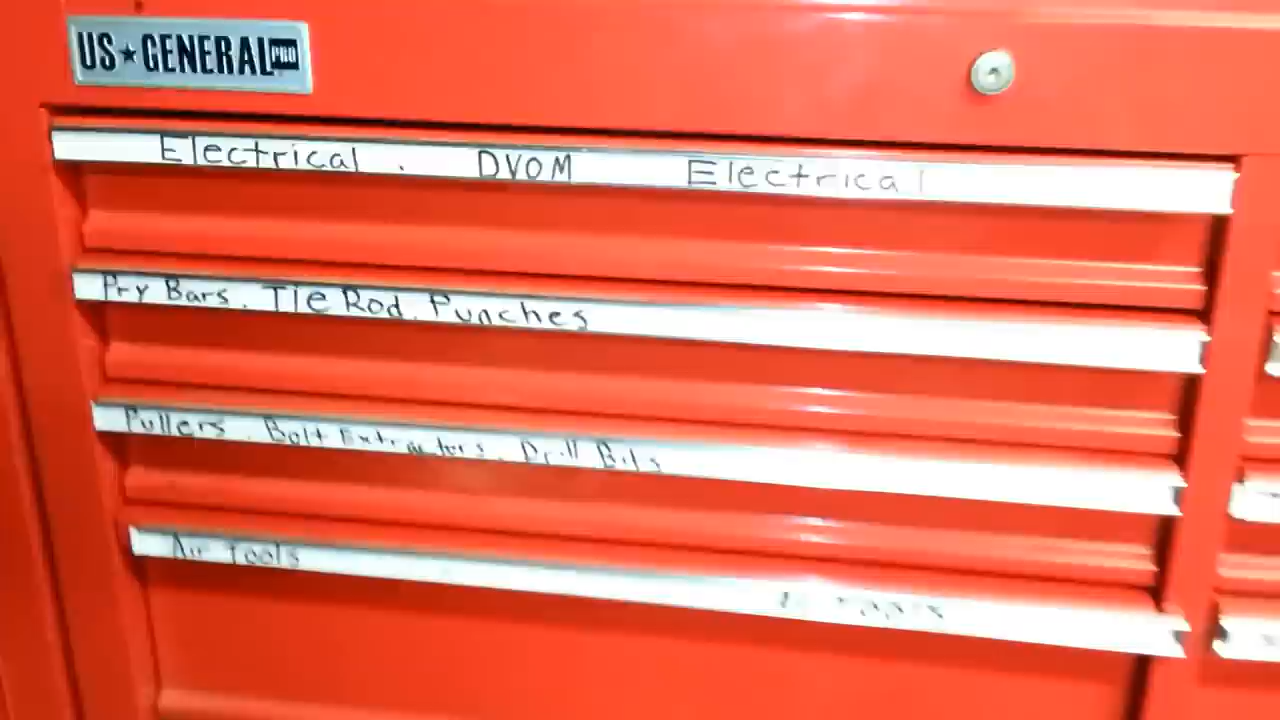 US★GENERAL PRO
Electrical . DVOM Electrical
Pry Bars. Tie Rod. Punches
Pullers. Bolt Extractors. Drill Bits
Air Tools